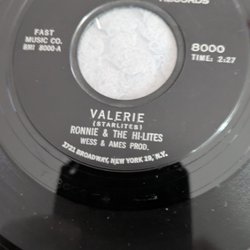 RECORDS
FAST
MUSIC CO.
BMI 8000-A
8000
TIME: 2:27
VALERIE
(STARLITES)
RONNIE & THE HI-LITES
WESS & AMES PROD.
1721 BROADWAY, NEW YORK 19, N.Y.